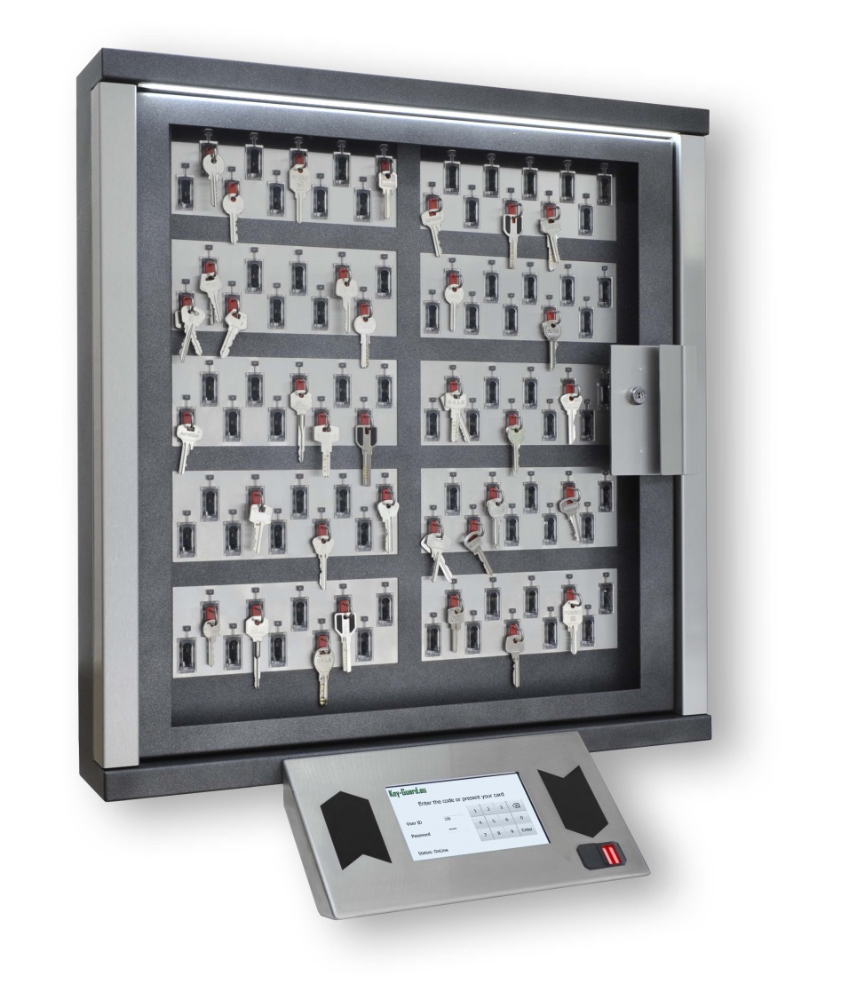 Key-Guard.eu
Enter the code or present your card
User ID
Password
Status: OnLine
1 2 3
4 5 6 0
7 8 9 Enter